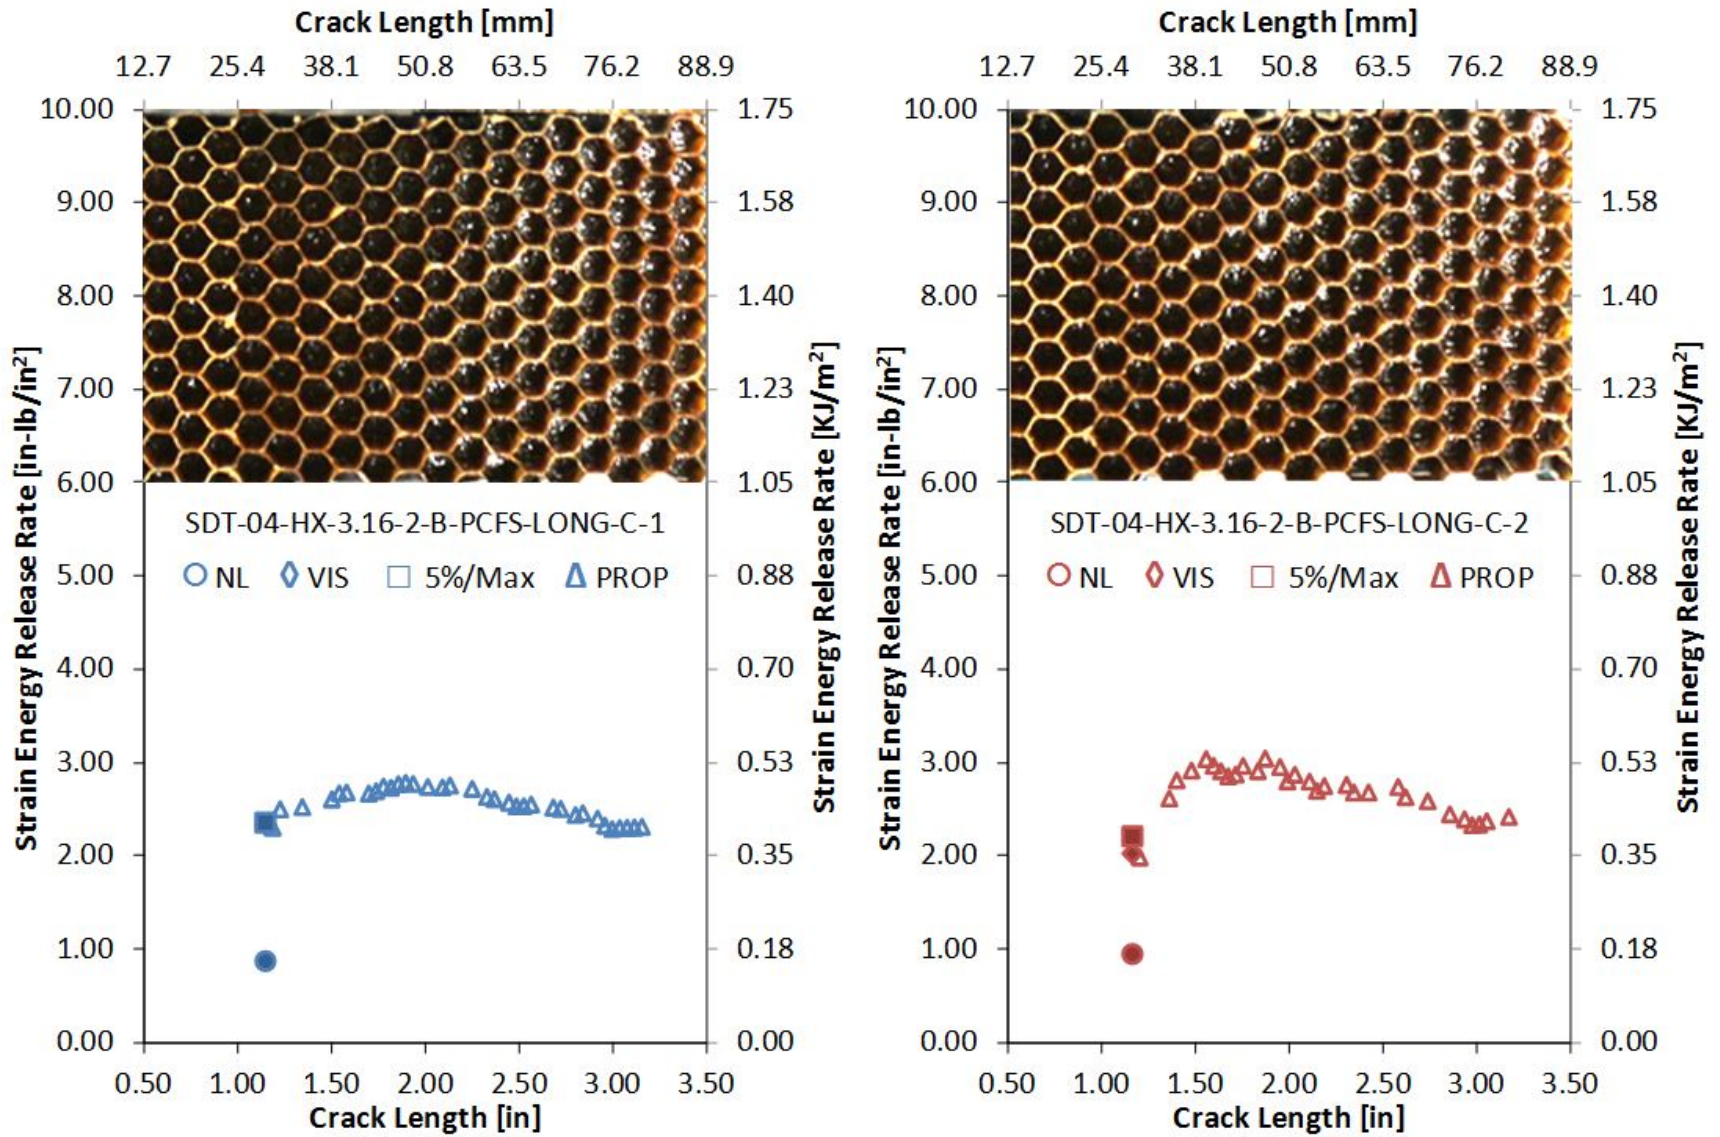 Crack Length [mm]
12.7 25.4 38.1 50.8 63.5 76.2 88.9
Strain Energy Release Rate [in-lb/in²]
10.00
9.00
8.00
7.00
6.00
5.00
4.00
3.00
2.00
1.00
0.00
SDT-04-HX-3.16-2-B-PCFS-LONG-C-1
NL VIS 5%/Max PROP
1.75
1.58
1.40
1.23
1.05
0.88
0.70
0.53
0.35
0.18
0.00
Strain Energy Release Rate [KJ/m²]
0.50 1.00 1.50 2.00 2.50 3.00 3.50
Crack Length [in]
Crack Length [mm]
12.7 25.4 38.1 50.8 63.5 76.2 88.9
Strain Energy Release Rate [in-lb/in²]
10.00
9.00
8.00
7.00
6.00
5.00
4.00
3.00
2.00
1.00
0.00
SDT-04-HX-3.16-2-B-PCFS-LONG-C-2
NL VIS 5%/Max PROP
1.75
1.58
1.40
1.23
1.05
0.88
0.70
0.53
0.35
0.18
0.00
Strain Energy Release Rate [KJ/m²]
0.50 1.00 1.50 2.00 2.50 3.00 3.50
Crack Length [in]